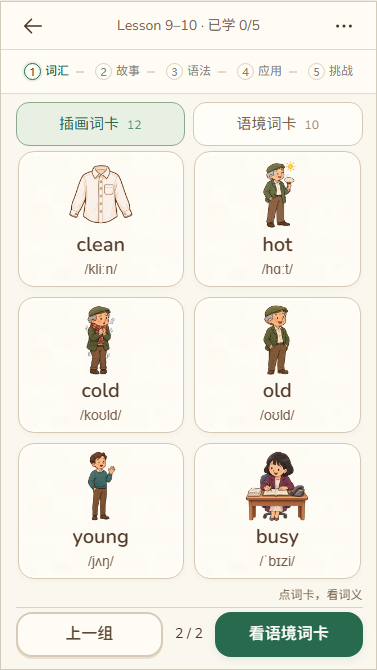 Lesson 9–10 · 已学 0/5
1 词汇 – 2 故事 – 3 语法 – 4 应用 – 5 挑战
插画词卡 12
语境词卡 10
clean
/kliːn/
hot
/hɑːt/
cold
/koʊld/
old
/oʊld/
young
/jʌŋ/
busy
/ˈbɪzi/
点词卡，看词义
上一组
2 / 2
看语境词卡